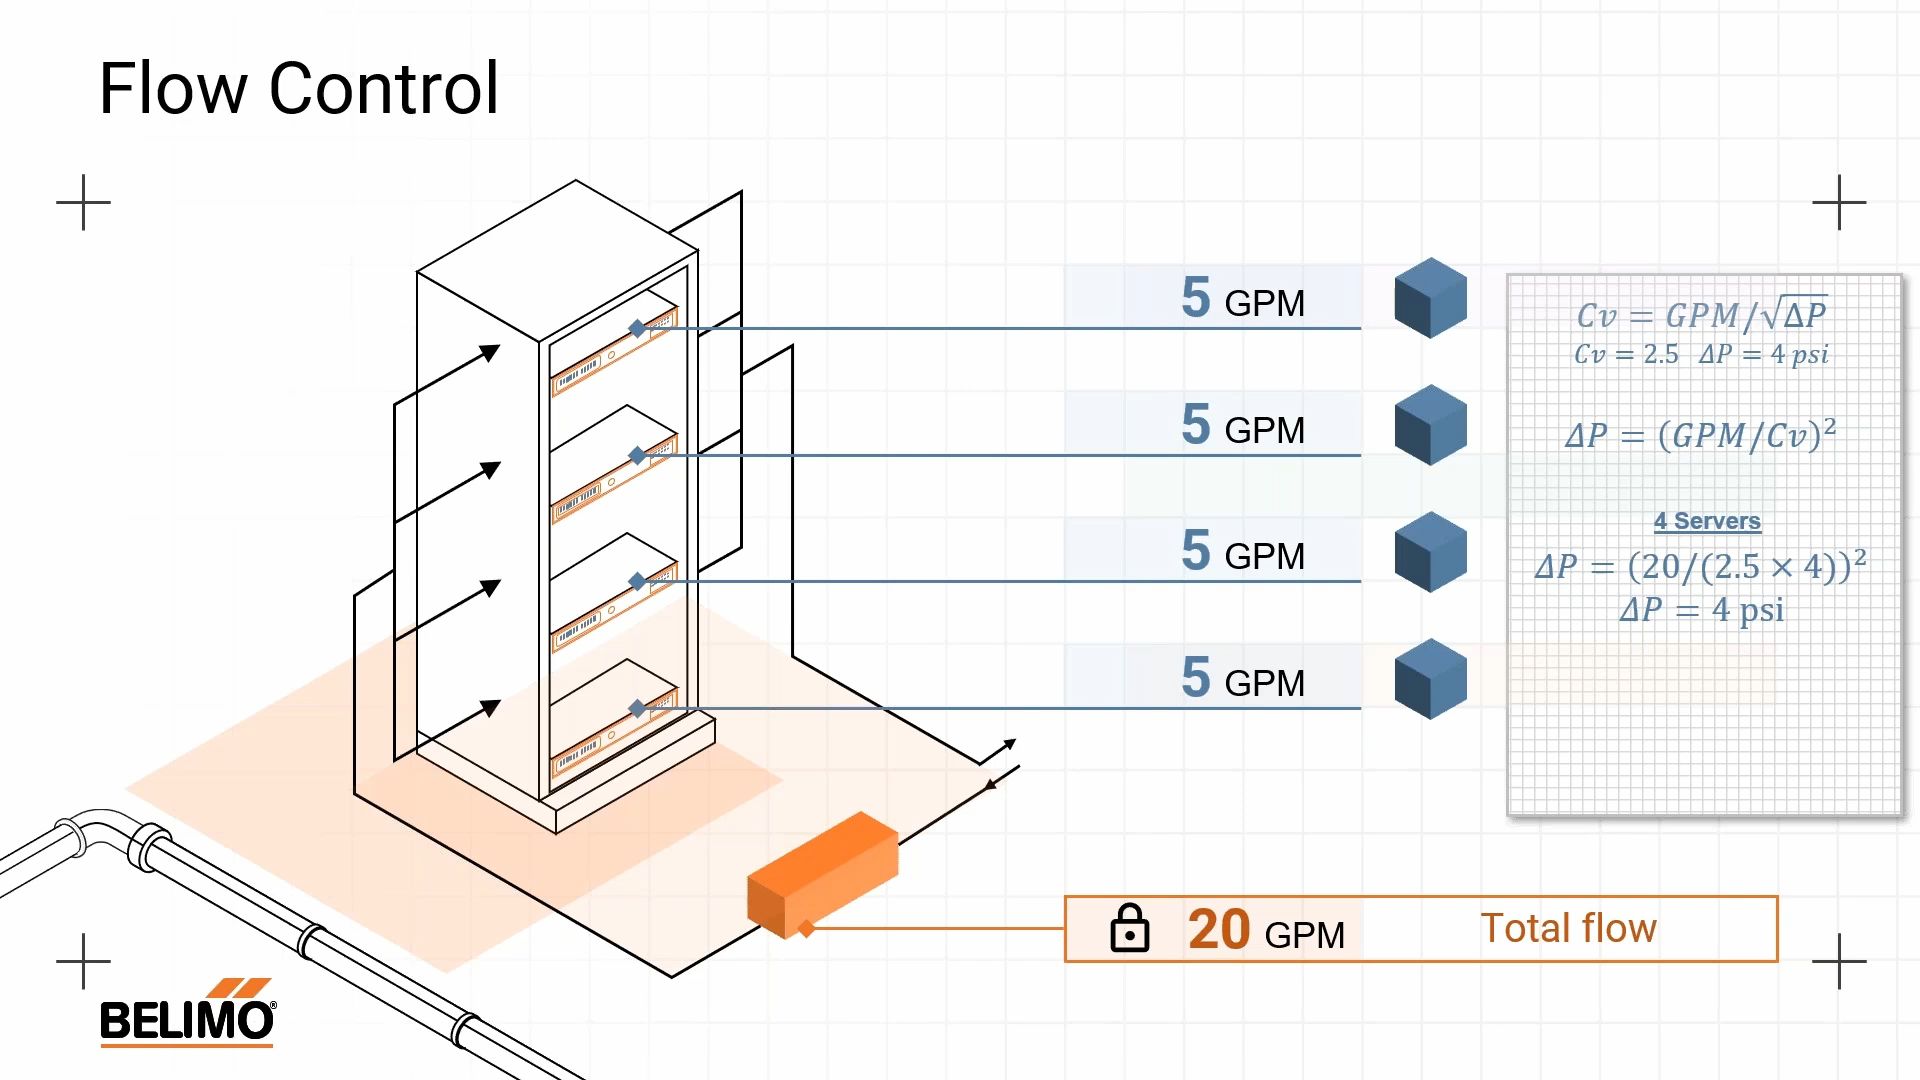 Flow Control
5 GPM
5 GPM
5 GPM
5 GPM
Cv = GPM/√ΔP
Cv = 2.5 ΔP = 4 psi
ΔP = (GPM/Cv)²
4 Servers
ΔP = (20/(2.5 × 4))²
ΔP = 4 psi
20 GPM Total flow
BELIMO®